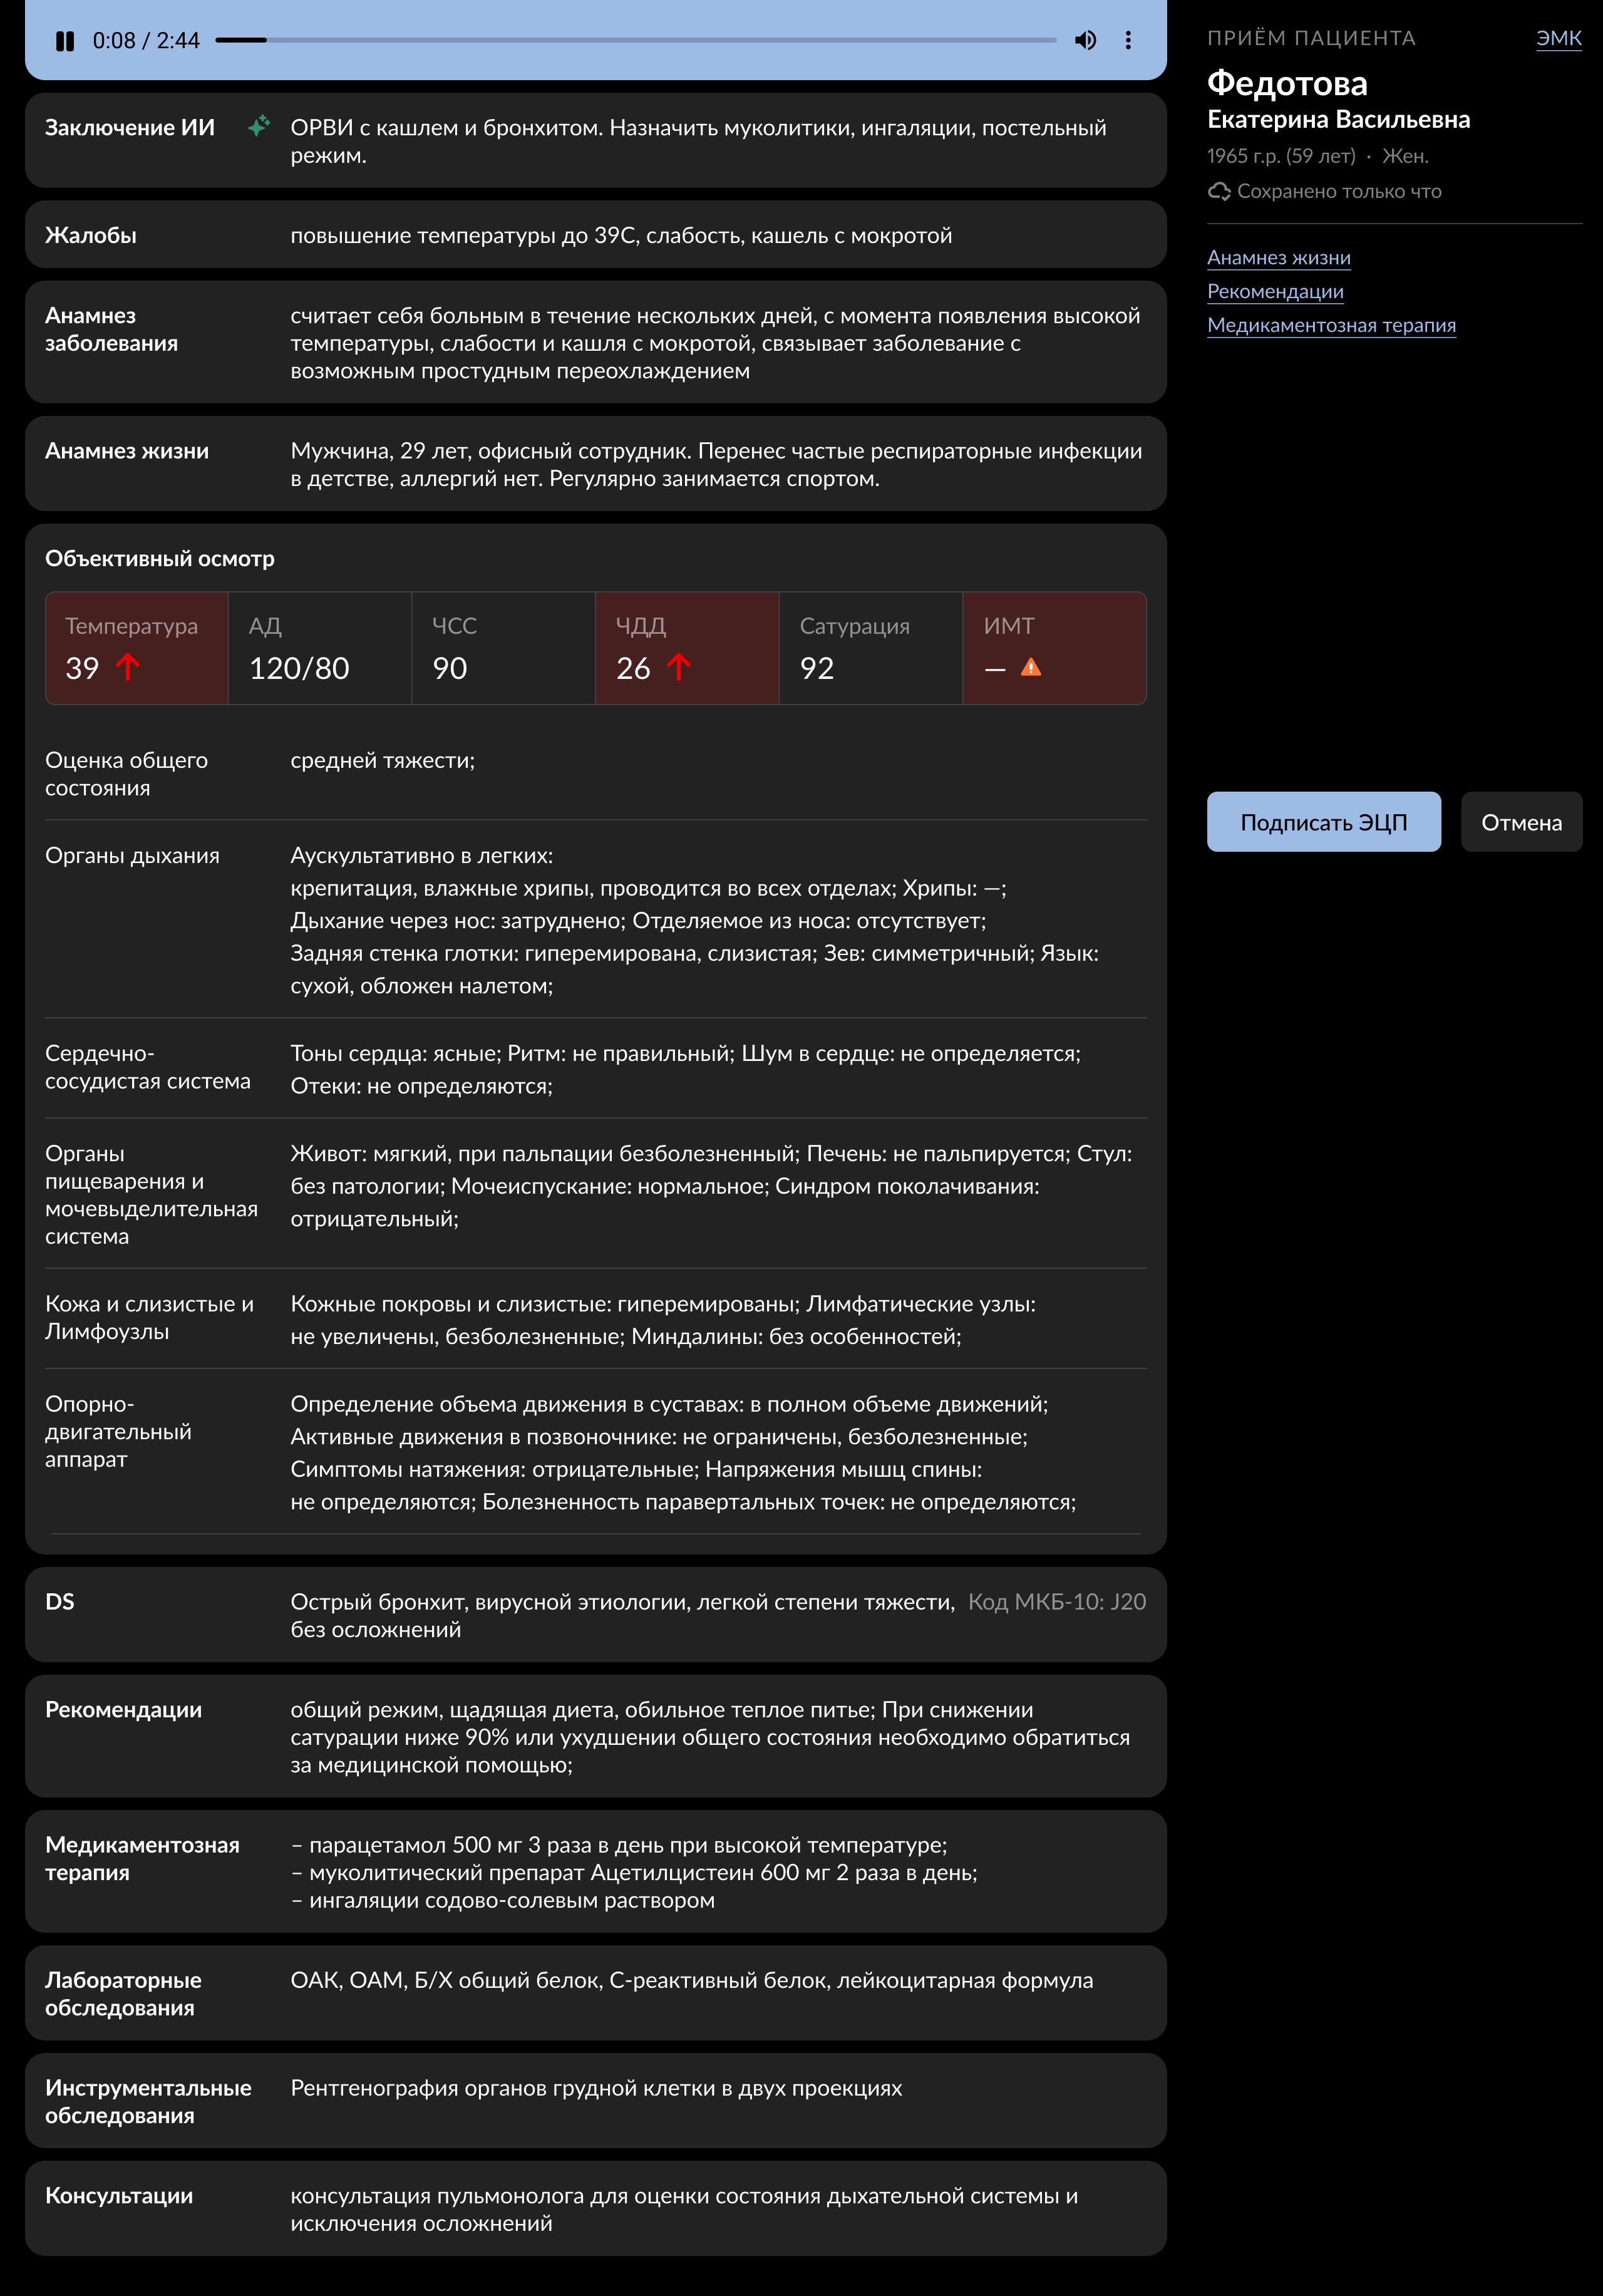 0:08 / 2:44
Заключение ИИ
ОРВИ с кашлем и бронхитом. Назначить муколитики, ингаляции, постельный
режим.
Жалобы
повышение температуры до 39С, слабость, кашель с мокротой
Анамнез
заболевания
считает себя больным в течение нескольких дней, с момента появления высокой
температуры, слабости и кашля с мокротой, связывает заболевание с
возможным простудным переохлаждением
Анамнез жизни
Мужчина, 29 лет, офисный сотрудник. Перенес частые респираторные инфекции
в детстве, аллергий нет. Регулярно занимается спортом.
Объективный осмотр
Температура
39
АД
120/80
ЧСС
90
ЧДД
26
Сатурация
92
ИМТ
—
Оценка общего
состояния
средней тяжести;
Органы дыхания
Аускультативно в легких:
крепитация, влажные хрипы, проводится во всех отделах; Хрипы: —;
Дыхание через нос: затруднено; Отделяемое из носа: отсутствует;
Задняя стенка глотки: гиперемирована, слизистая; Зев: симметричный; Язык:
сухой, обложен налетом;
Сердечно-
сосудистая система
Тоны сердца: ясные; Ритм: не правильный; Шум в сердце: не определяется;
Отеки: не определяются;
Органы
пищеварения и
мочевыделительная
система
Живот: мягкий, при пальпации безболезненный; Печень: не пальпируется; Стул:
без патологии; Мочеиспускание: нормальное; Синдром поколачивания:
отрицательный;
Кожа и слизистые и
Лимфоузлы
Кожные покровы и слизистые: гиперемированы; Лимфатические узлы:
не увеличены, безболезненные; Миндалины: без особенностей;
Опорно-
двигательный
аппарат
Определение объема движения в суставах: в полном объеме движений;
Активные движения в позвоночнике: не ограничены, безболезненные;
Симптомы натяжения: отрицательные; Напряжения мышц спины:
не определяются; Болезненность паравертальных точек: не определяются;
DS
Острый бронхит, вирусной этиологии, легкой степени тяжести,
без осложнений
Код МКБ-10: J20
Рекомендации
общий режим, щадящая диета, обильное теплое питье; При снижении
сатурации ниже 90% или ухудшении общего состояния необходимо обратиться
за медицинской помощью;
Медикаментозная
терапия
– парацетамол 500 мг 3 раза в день при высокой температуре;
– муколитический препарат Ацетилцистеин 600 мг 2 раза в день;
– ингаляции содово-солевым раствором
Лабораторные
обследования
ОАК, ОАМ, Б/Х общий белок, С-реактивный белок, лейкоцитарная формула
Инструментальные
обследования
Рентгенография органов грудной клетки в двух проекциях
Консультации
консультация пульмонолога для оценки состояния дыхательной системы и
исключения осложнений
ПРИЁМ ПАЦИЕНТА
ЭМК
Федотова
Екатерина Васильевна
1965 г.р. (59 лет) · Жен.
Сохранено только что
Анамнез жизни
Рекомендации
Медикаментозная терапия
Подписать ЭЦП
Отмена